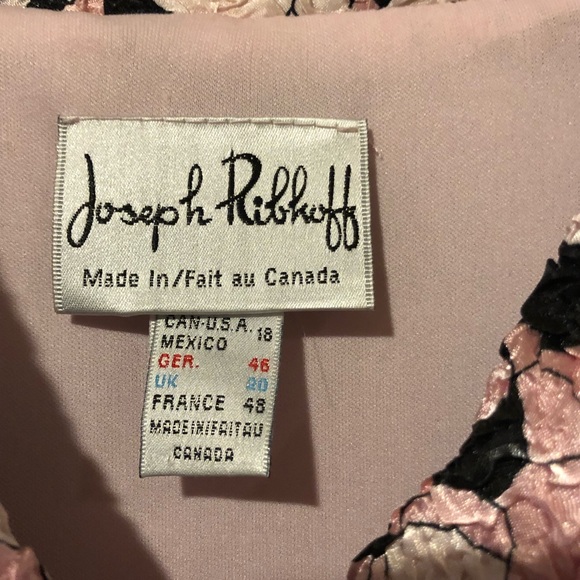 Joseph Ribkoff
Made In/Fait au Canada
CAN-U.S.A. 18
MEXICO
GER. 46
UK 20
FRANCE 48
MADEIN/FAITAU
CANADA